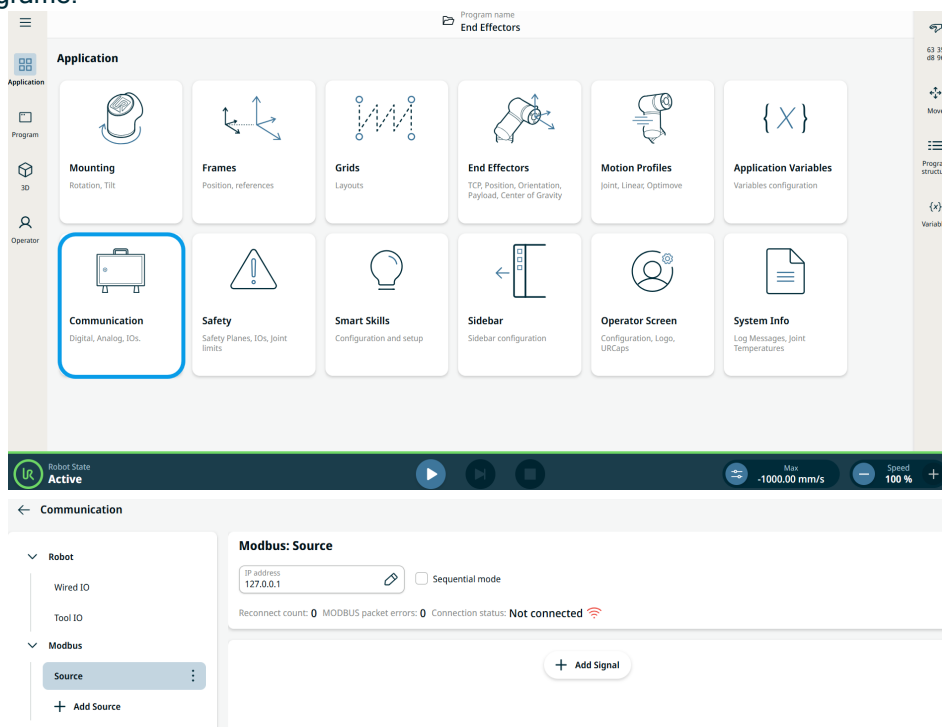 Program name
End Effectors
Application
Application
Program
3D
Operator
Mounting
Rotation, Tilt
Frames
Position, references
Grids
Layouts
End Effectors
TCP, Position, Orientation,
Payload, Center of Gravity
Motion Profiles
Joint, Linear, Optimove
Application Variables
Variables configuration
Communication
Digital, Analog, IOs.
Safety
Safety Planes, IOs, Joint
limits
Smart Skills
Configuration and setup
Sidebar
Sidebar configuration
Operator Screen
Configuration, Logo,
URCaps
System Info
Log Messages, Joint
Temperatures
Robot State
Active
Max
-1000.00 mm/s
Speed
100 %
Communication
Robot
Wired IO
Tool IO
Modbus
Source
Add Source
Modbus: Source
IP address
127.0.0.1
Sequential mode
Reconnect count: 0 MODBUS packet errors: 0 Connection status: Not connected
Add Signal